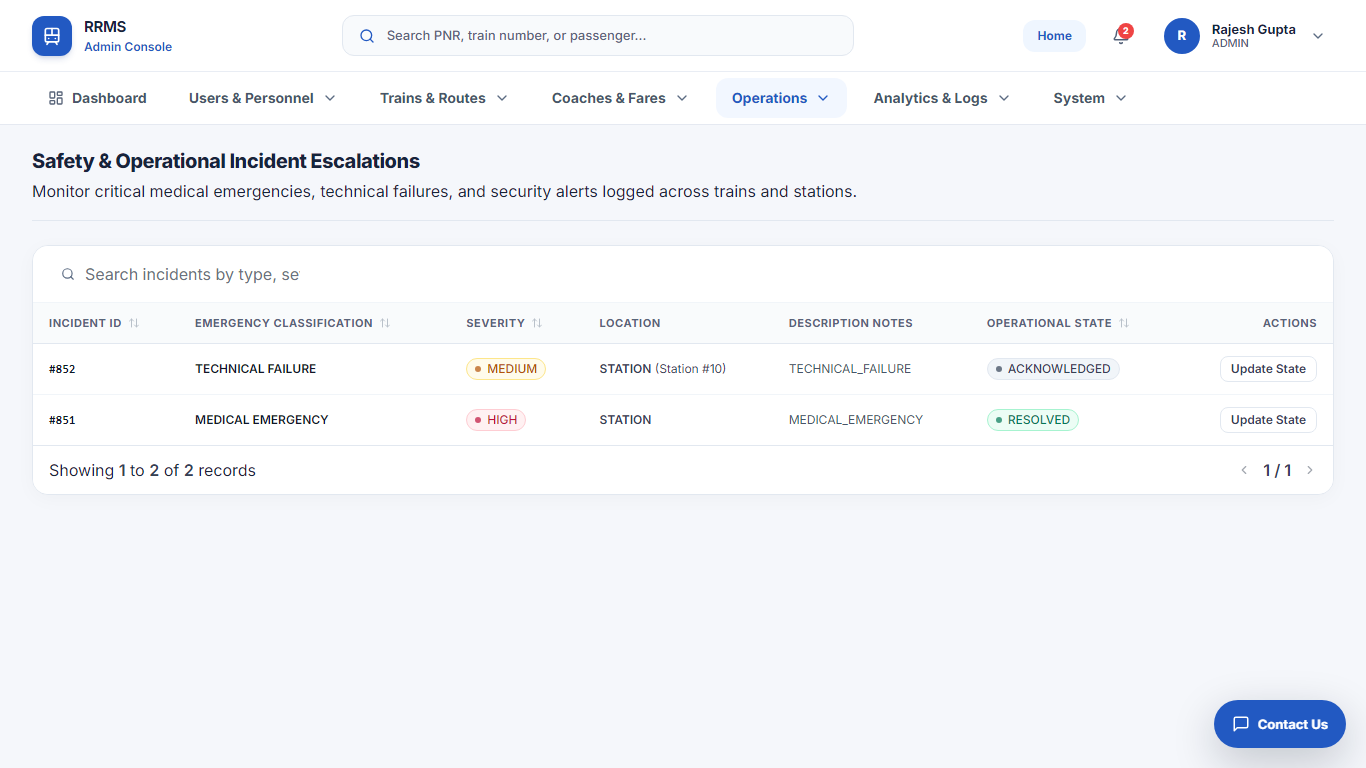 RRMS
Admin Console
Search PNR, train number, or passenger...
Home
2
R
Rajesh Gupta
ADMIN
Dashboard
Users & Personnel
Trains & Routes
Coaches & Fares
Operations
Analytics & Logs
System
Safety & Operational Incident Escalations
Monitor critical medical emergencies, technical failures, and security alerts logged across trains and stations.
Search incidents by type, se
INCIDENT ID EMERGENCY CLASSIFICATION SEVERITY LOCATION DESCRIPTION NOTES OPERATIONAL STATE ACTIONS
#852 TECHNICAL FAILURE MEDIUM STATION (Station #10) TECHNICAL_FAILURE ACKNOWLEDGED Update State
#851 MEDICAL EMERGENCY HIGH STATION MEDICAL_EMERGENCY RESOLVED Update State
Showing 1 to 2 of 2 records
1 / 1
Contact Us